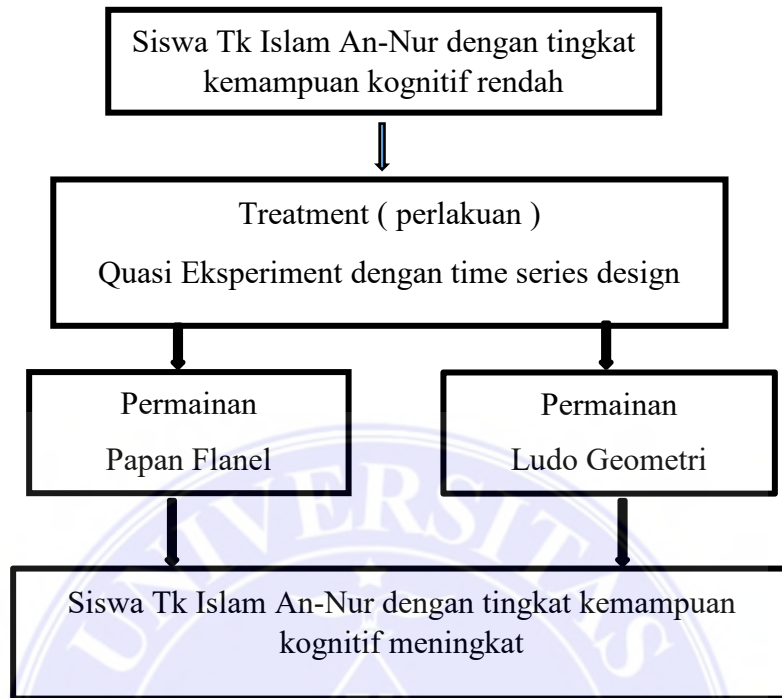 Siswa Tk Islam An-Nur dengan tingkat
kemampuan kognitif rendah
Treatment ( perlakuan )
Quasi Eksperiment dengan time series design
Permainan
Papan Flanel
Permainan
Ludo Geometri
UNIVERSITAS
Siswa Tk Islam An-Nur dengan tingkat kemampuan
kognitif meningkat